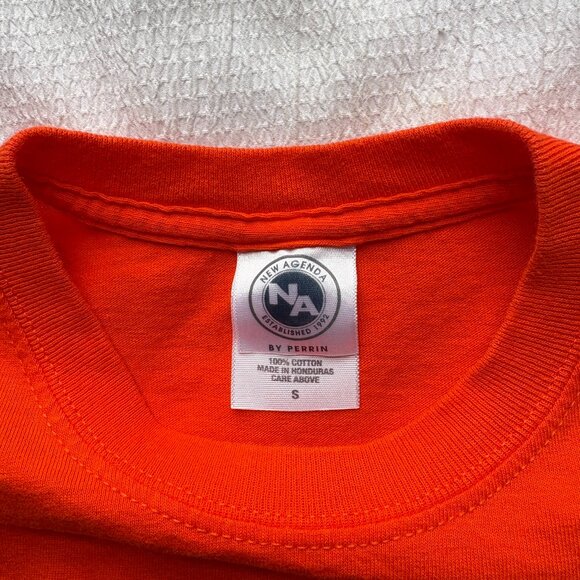 NEW AGENDA
NA
ESTABLISHED 1992
BY PERRIN
100% COTTON
MADE IN HONDURAS
CARE ABOVE
S